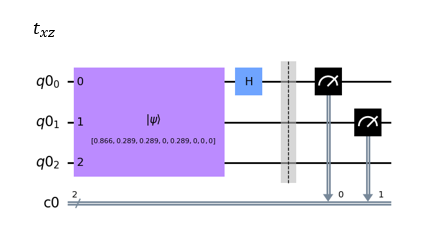 t_xz
q0_0 0 H
q0_1 1 |ψ⟩
[0.866, 0.289, 0.289, 0, 0.289, 0, 0, 0]
q0_2 2
c0 2 0 1